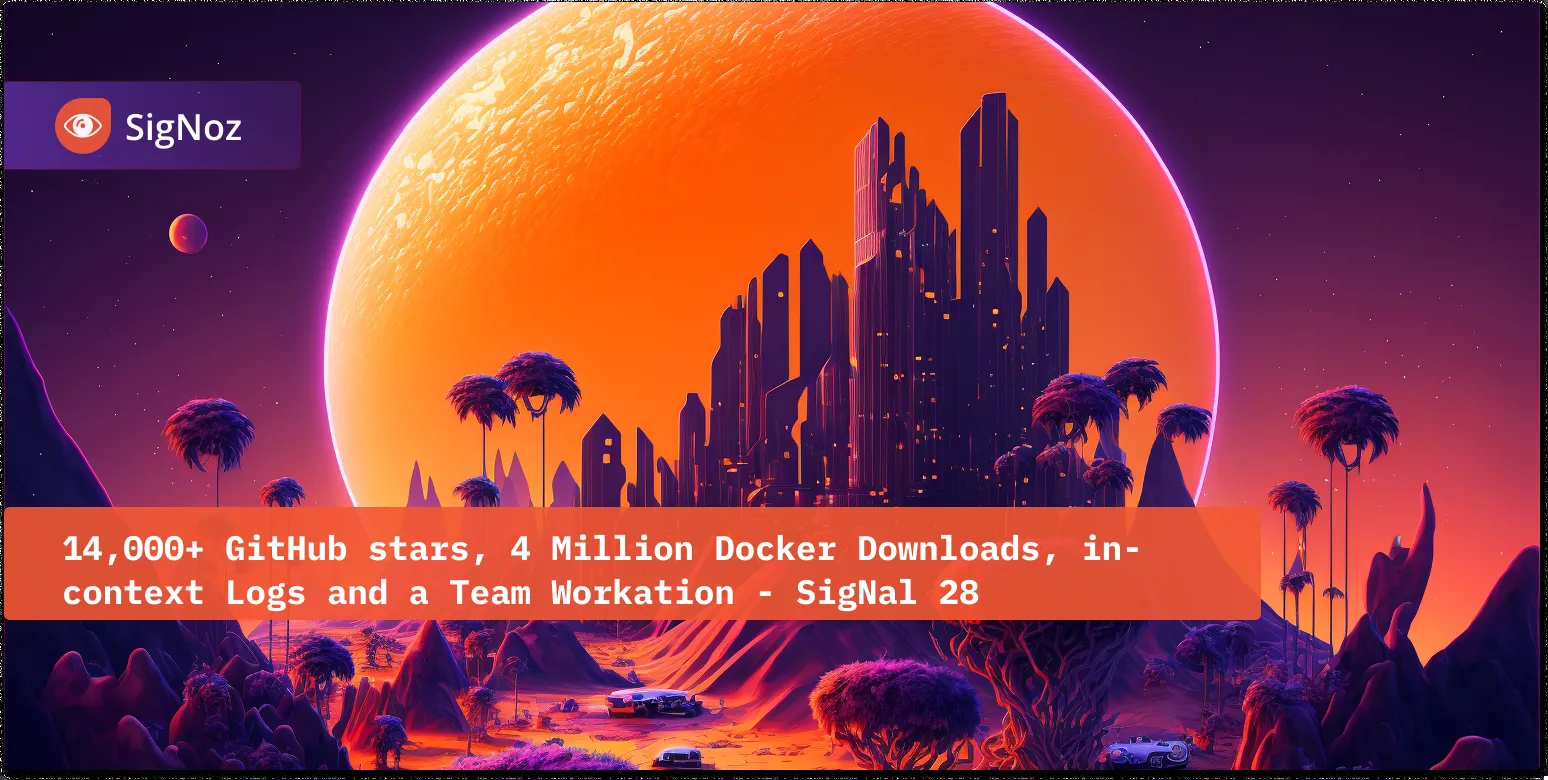 SigNoz
14,000+ GitHub stars, 4 Million Docker Downloads, in-
context Logs and a Team Workation - SigNal 28